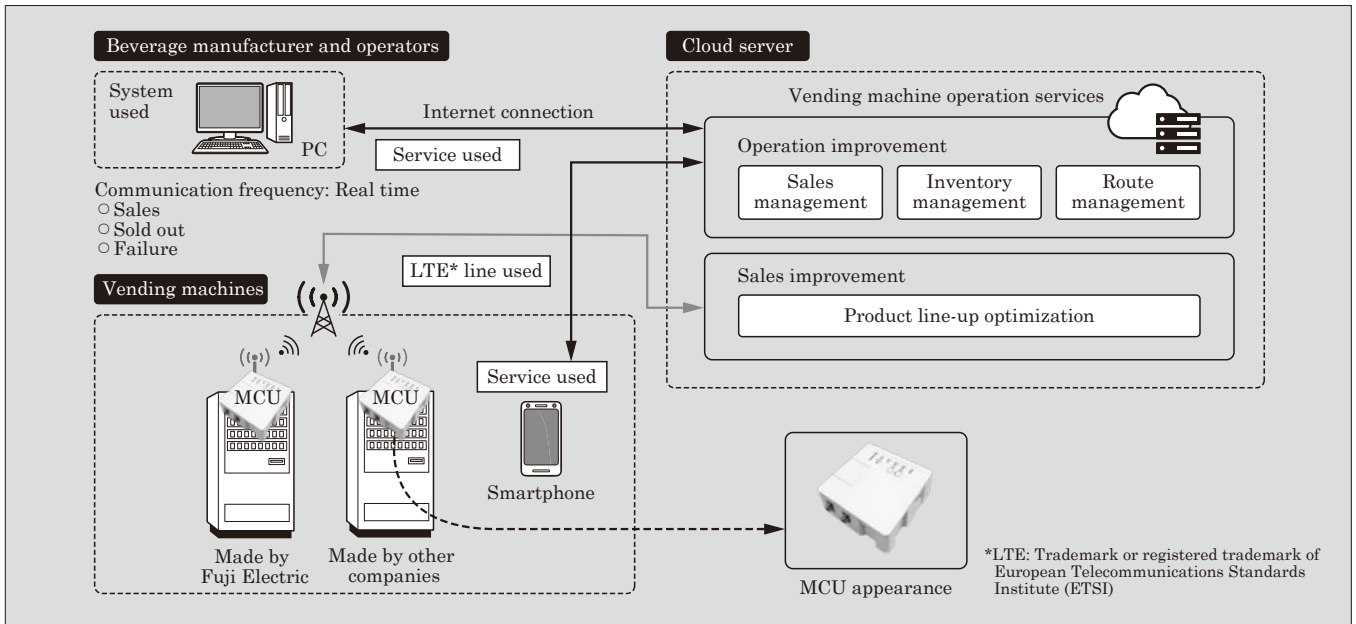 Beverage manufacturer and operators
System
used
PC
Internet connection
Service used
Communication frequency: Real time
○ Sales
○ Sold out
○ Failure
LTE* line used
Vending machines
MCU
MCU
Made by
Fuji Electric
Made by other
companies
Service used
Smartphone
Cloud server
Vending machine operation services
Operation improvement
Sales
management
Inventory
management
Route
management
Sales improvement
Product line-up optimization
MCU appearance
*LTE: Trademark or registered trademark of
European Telecommunications Standards
Institute (ETSI)